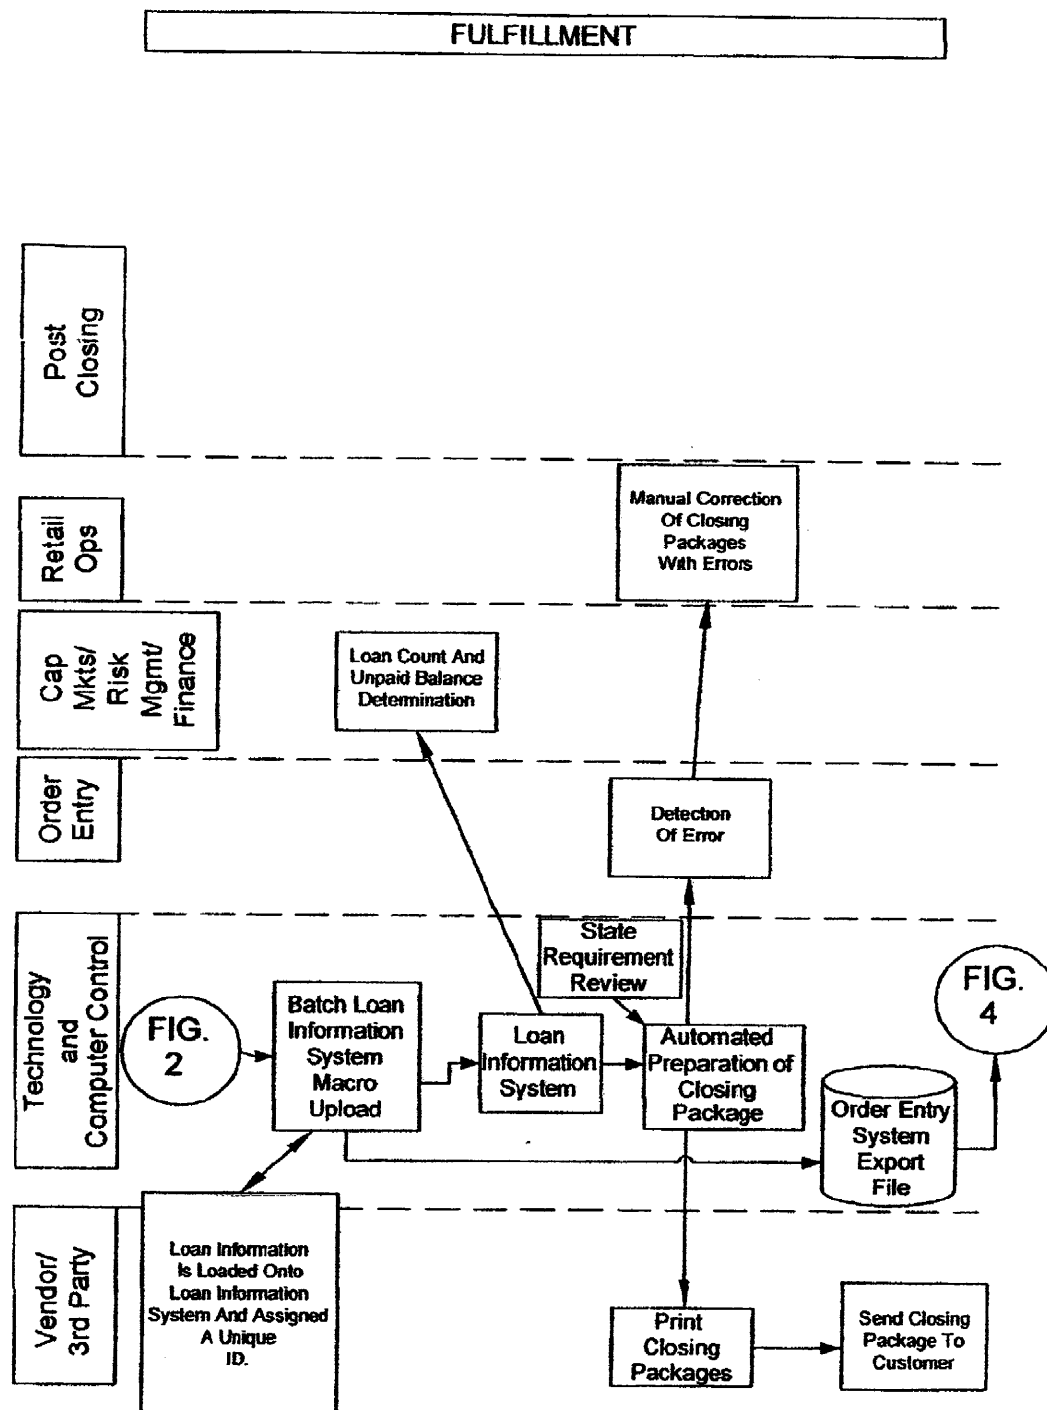 FULFILLMENT
Post
Closing
Retail
Ops
Manual Correction
Of Closing
Packages
With Errors
Cap
Mkts/
Risk
Mgmt/
Finance
Loan Count And
Unpaid Balance
Determination
Order
Entry
Detection
Of Error
Technology
and
Computer Control
FIG.
2
Batch Loan
Information
System
Macro
Upload
Loan
Information
System
State
Requirement
Review
Automated
Preparation of
Closing
Package
Order Entry
System
Export
File
FIG.
4
Vendor/
3rd Party
Loan Information
Is Loaded Onto
Loan Information
System And Assigned
A Unique
ID.
Print
Closing
Packages
Send Closing
Package To
Customer